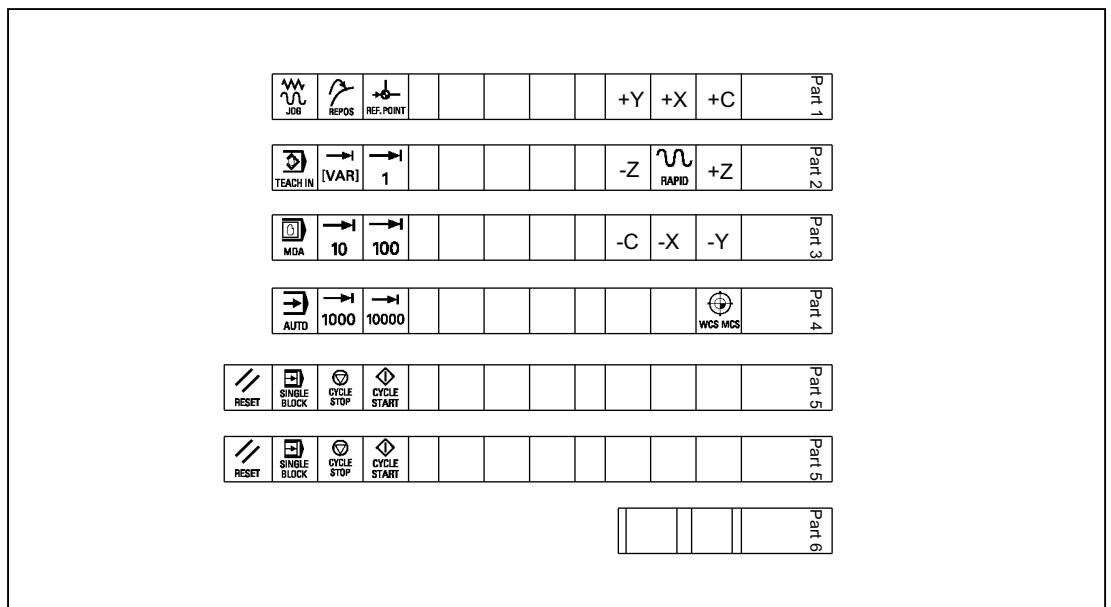 JOG REPOS REF. POINT +Y +X +C Part 1
TEACH IN [VAR] 1 -Z RAPID +Z Part 2
MDA 10 100 -C -X -Y Part 3
AUTO 1000 10000 WCS MCS Part 4
RESET SINGLE BLOCK CYCLE STOP CYCLE START Part 5
RESET SINGLE BLOCK CYCLE STOP CYCLE START Part 5
Part 6